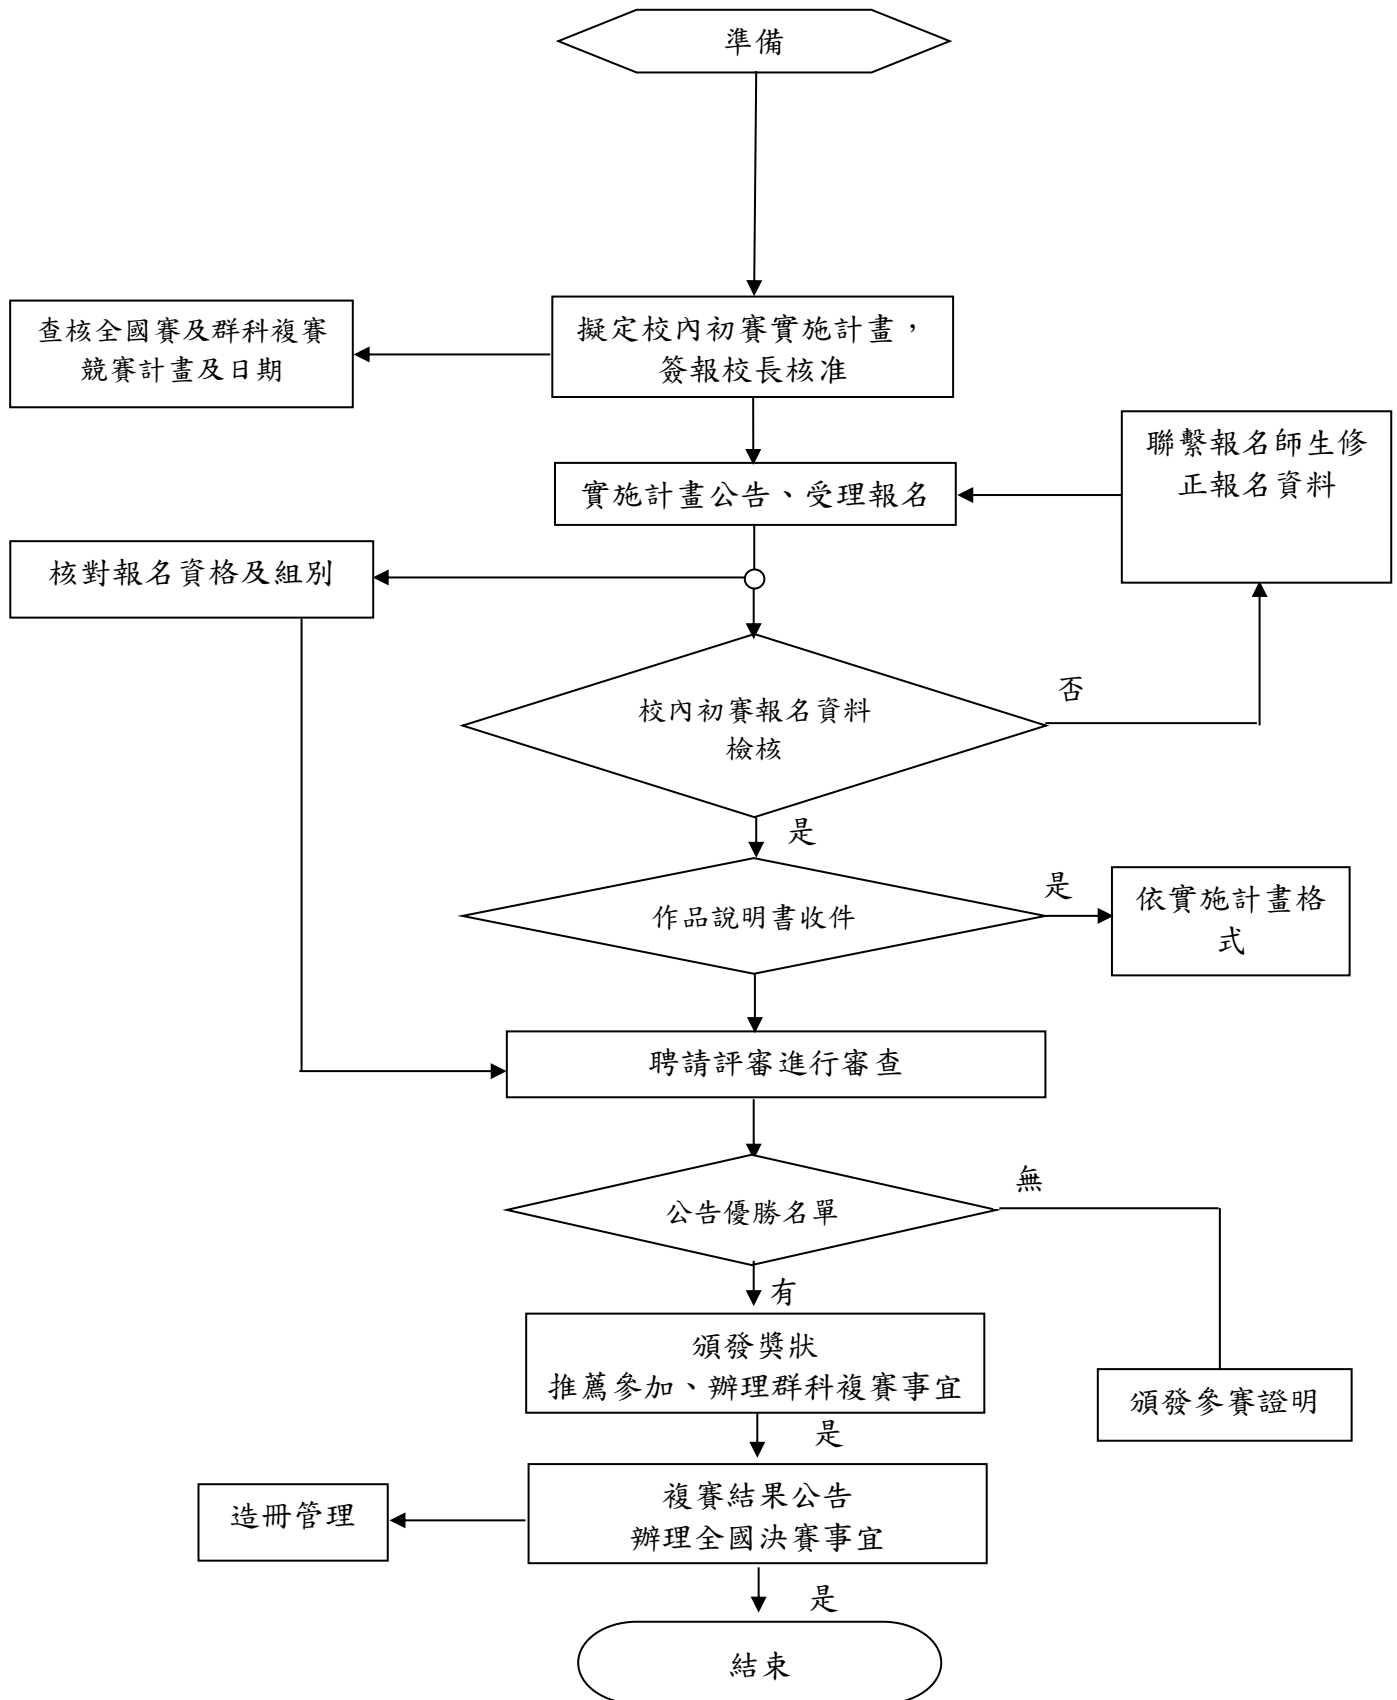 準備
查核全國賽及群科複賽
競賽計畫及日期
擬定校內初賽實施計畫，
簽報校長核准
聯繫報名師生修
正報名資料
實施計畫公告、受理報名
核對報名資格及組別
否
校內初賽報名資料
檢核
是
作品說明書收件
是
依實施計畫格
式
聘請評審進行審查
無
公告優勝名單
有
頒發獎狀
推薦參加、辦理群科複賽事宜
頒發參賽證明
是
複賽結果公告
辦理全國決賽事宜
造冊管理
是
結束